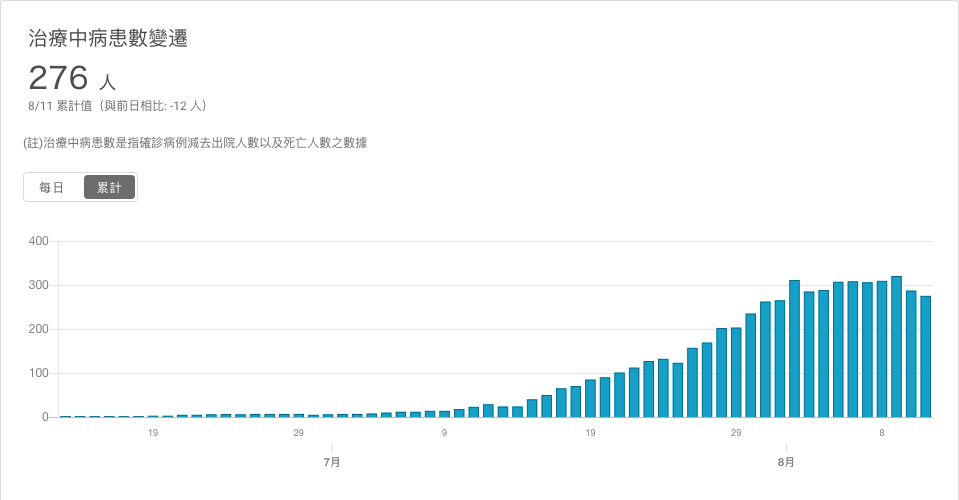 治療中病患數變遷
276 人
8/11 累計值（與前日相比: -12 人）
(註)治療中病患數是指確診病例減去出院人數以及死亡人數之數據
每日 累計
400
300
200
100
0
19 29 9 19 29 8
7月 8月